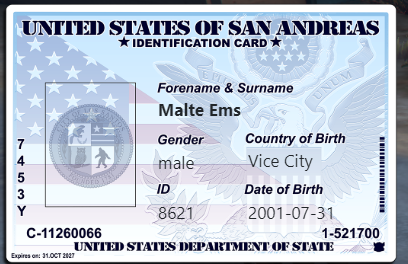 UNITED STATES OF SAN ANDREAS
★ IDENTIFICATION CARD ★
Forename & Surname
Malte Ems
Gender
Country of Birth
male
Vice City
ID
Date of Birth
8621
2001-07-31
7
4
5
3
Y
C-11260066
1-521700
UNITED STATES DEPARTMENT OF STATE
Expires on: 31.OCT 2027